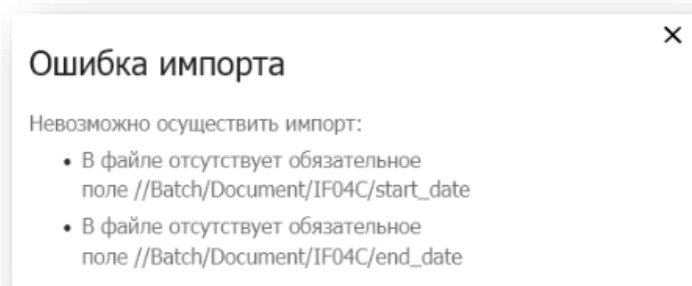 Ошибка импорта
Невозможно осуществить импорт:
• В файле отсутствует обязательное
поле //Batch/Document/IF04C/start_date
• В файле отсутствует обязательное
поле //Batch/Document/IF04C/end_date